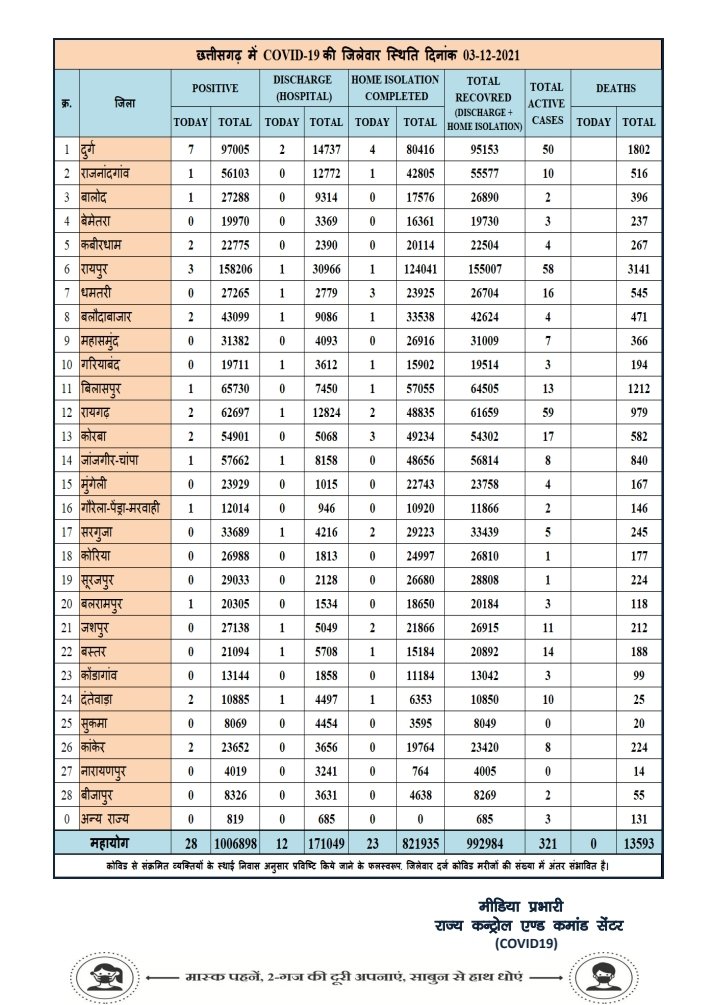 छत्तीसगढ़ में COVID-19 की जिलेवार स्थिति दिनांक 03-12-2021
क्र. जिला POSITIVE DISCHARGE (HOSPITAL) HOME ISOLATION COMPLETED TOTAL RECOVRED (DISCHARGE + HOME ISOLATION) TOTAL ACTIVE CASES DEATHS
TODAY TOTAL TODAY TOTAL TODAY TOTAL TODAY TOTAL
1 दुर्ग 7 97005 2 14737 4 80416 95153 50 1802
2 राजनांदगांव 1 56103 0 12772 1 42805 55577 10 516
3 बालोद 1 27288 0 9314 0 17576 26890 2 396
4 बेमेतरा 0 19970 0 3369 0 16361 19730 3 237
5 कबीरधाम 2 22775 0 2390 0 20114 22504 4 267
6 रायपुर 3 158206 1 30966 1 124041 155007 58 3141
7 धमतरी 0 27265 1 2779 3 23925 26704 16 545
8 बलौदाबाजार 2 43099 1 9086 1 33538 42624 4 471
9 महासमुंद 0 31382 0 4093 0 26916 31009 7 366
10 गरियाबंद 0 19711 1 3612 1 15902 19514 3 194
11 बिलासपुर 1 65730 0 7450 1 57055 64505 13 1212
12 रायगढ़ 2 62697 1 12824 2 48835 61659 59 979
13 कोरबा 2 54901 0 5068 3 49234 54302 17 582
14 जांजगीर-चांपा 1 57662 1 8158 0 48656 56814 8 840
15 मुंगेली 0 23929 0 1015 0 22743 23758 4 167
16 गौरेला-पेंड्रा-मरवाही 1 12014 0 946 0 10920 11866 2 146
17 सरगुजा 0 33689 1 4216 2 29223 33439 5 245
18 कोरिया 0 26988 0 1813 0 24997 26810 1 177
19 सूरजपुर 0 29033 0 2128 0 26680 28808 1 224
20 बलरामपुर 1 20305 0 1534 0 18650 20184 3 118
21 जशपुर 0 27138 1 5049 2 21866 26915 11 212
22 बस्तर 0 21094 1 5708 1 15184 20892 14 188
23 कोंडागांव 0 13144 0 1858 0 11184 13042 3 99
24 दंतेवाड़ा 2 10885 1 4497 1 6353 10850 10 25
25 सुकमा 0 8069 0 4454 0 3595 8049 0 20
26 कांकेर 2 23652 0 3656 0 19764 23420 8 224
27 नारायणपुर 0 4019 0 3241 0 764 4005 0 14
28 बीजापुर 0 8326 0 3631 0 4638 8269 2 55
0 अन्य राज्य 0 819 0 685 0 0 685 3 131
महायोग 28 1006898 12 171049 23 821935 992984 321 0 13593
कोविड से संक्रमित व्यक्तियों के स्थाई निवास अनुसार प्रविष्टि किये जाने के फलस्वरूप, जिलेवार दर्ज कोविड मरीजों की संख्या में अंतर संभावित है।
मीडिया प्रभारी
राज्य कन्ट्रोल एण्ड कमांड सेंटर
(COVID19)
मास्क पहनें, 2-गज की दूरी अपनाएं, साबुन से हाथ धोएं